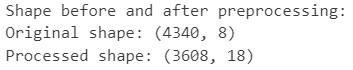 Shape before and after preprocessing:
Original shape: (4340, 8)
Processed shape: (3608, 18)